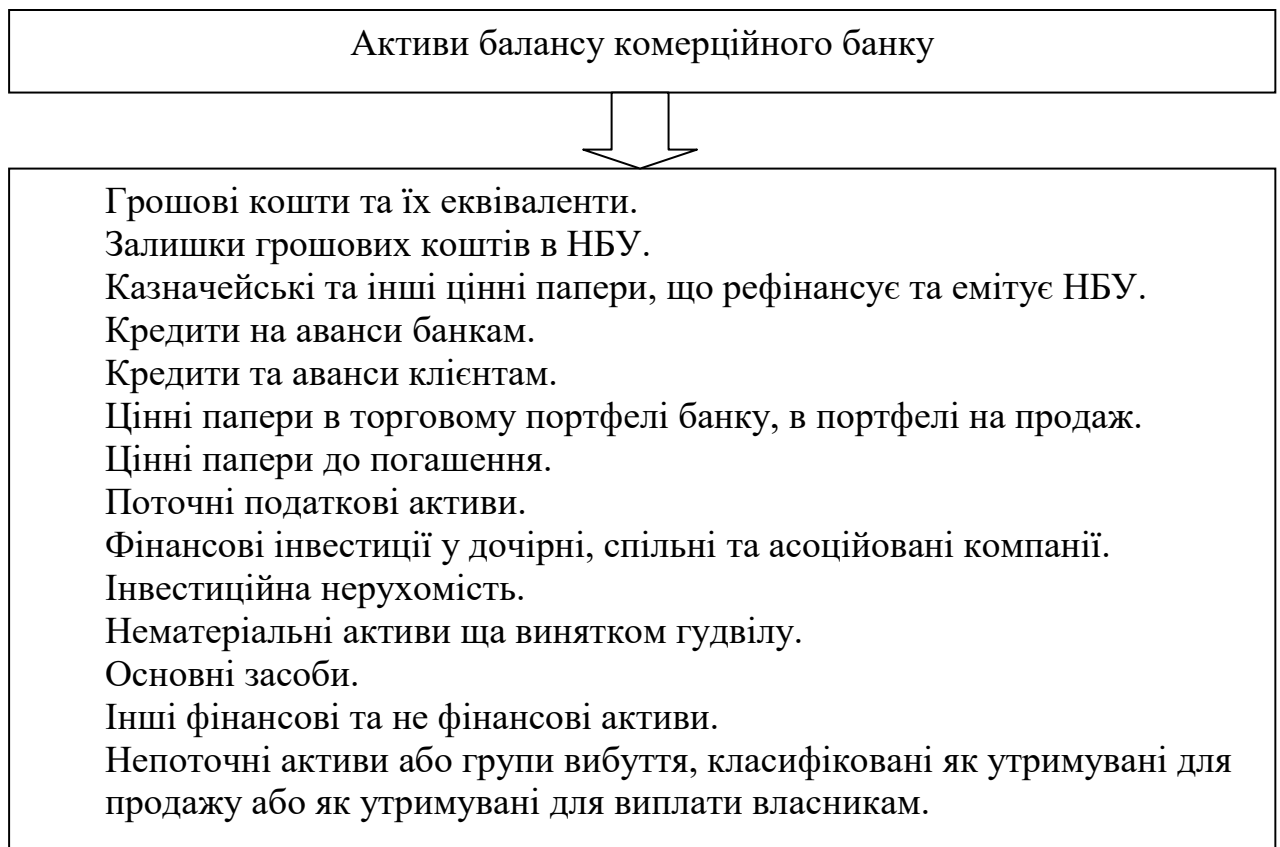 Активи балансу комерційного банку
Грошові кошти та їх еквіваленти.
Залишки грошових коштів в НБУ.
Казначейські та інші цінні папери, що рефінансує та емітує НБУ.
Кредити на аванси банкам.
Кредити та аванси клієнтам.
Цінні папери в торговому портфелі банку, в портфелі на продаж.
Цінні папери до погашення.
Поточні податкові активи.
Фінансові інвестиції у дочірні, спільні та асоційовані компанії.
Інвестиційна нерухомість.
Нематеріальні активи ща винятком гудвілу.
Основні засоби.
Інші фінансові та не фінансові активи.
Непоточні активи або групи вибуття, класифіковані як утримувані для
продажу або як утримувані для виплати власникам.